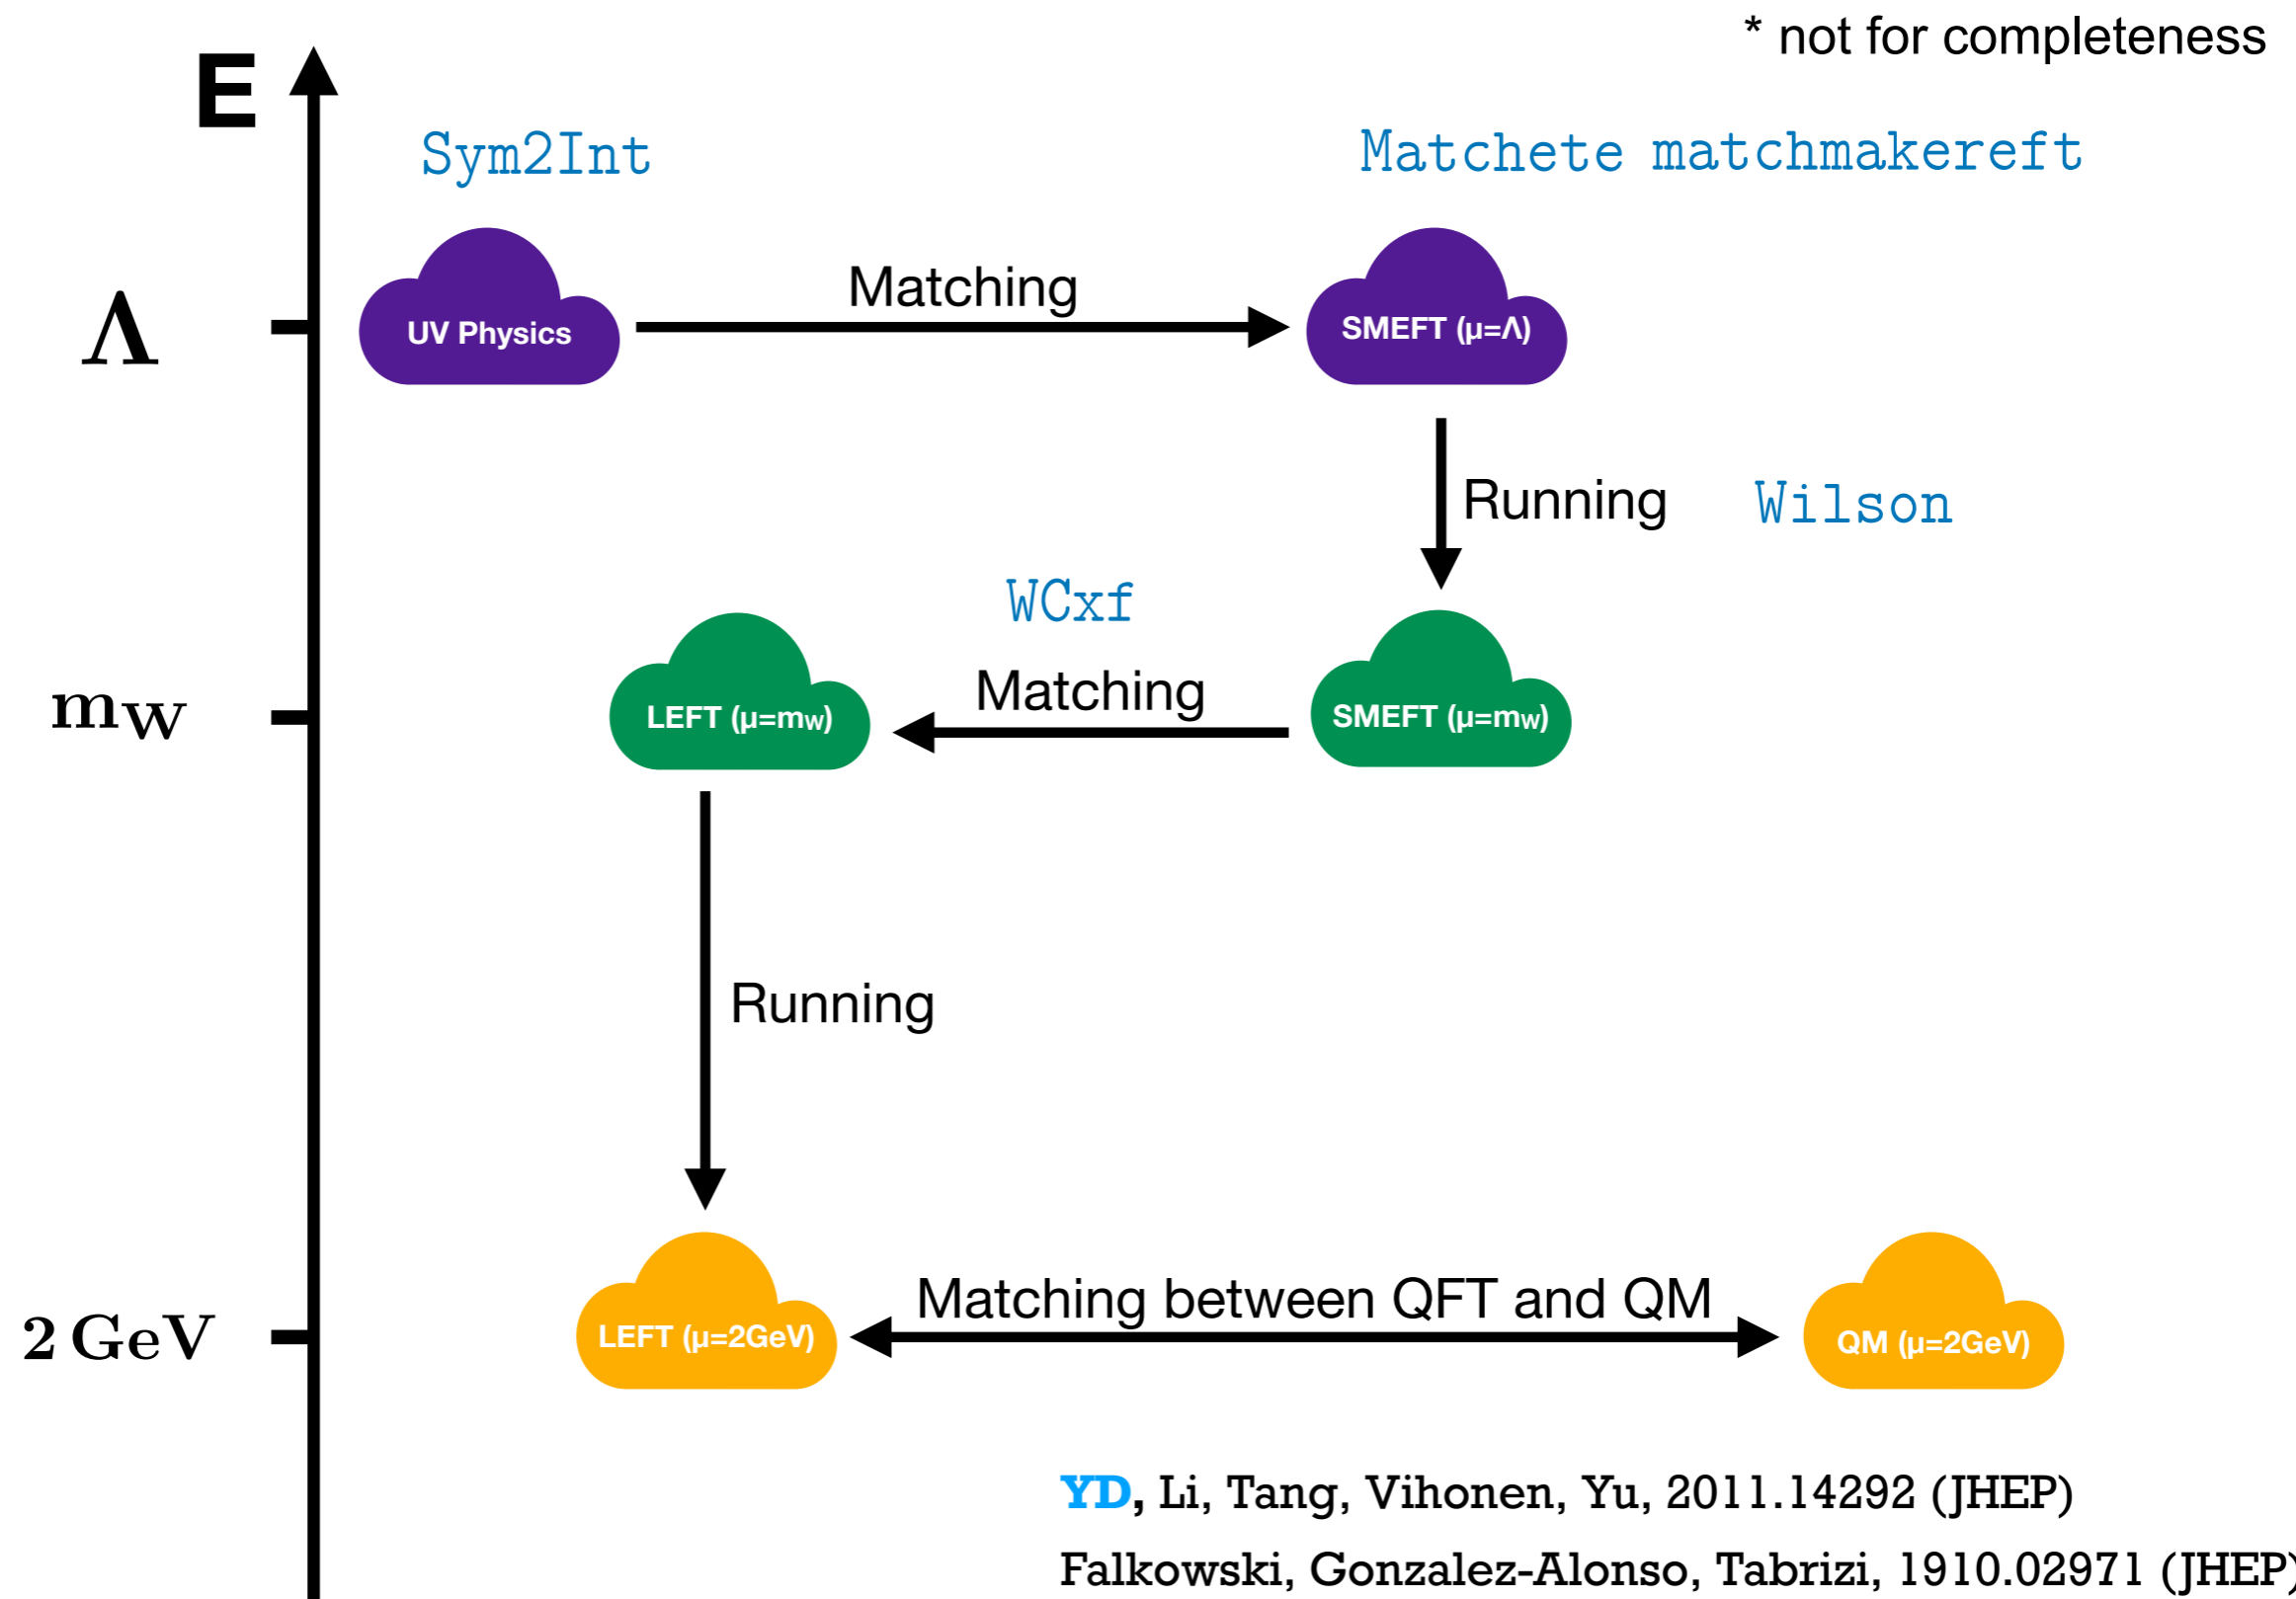 * not for completeness
E
Sym2Int
Matchete matchmakereft
Matching
Λ
UV Physics
SMEFT (μ=Λ)
Running
Wilson
WCxf
mW
LEFT (μ=mW)
Matching
SMEFT (μ=mW)
Running
Matching between QFT and QM
2 GeV
LEFT (μ=2GeV)
QM (μ=2GeV)
YD, Li, Tang, Vihonen, Yu, 2011.14292 (JHEP)
Falkowski, Gonzalez-Alonso, Tabrizi, 1910.02971 (JHEP)